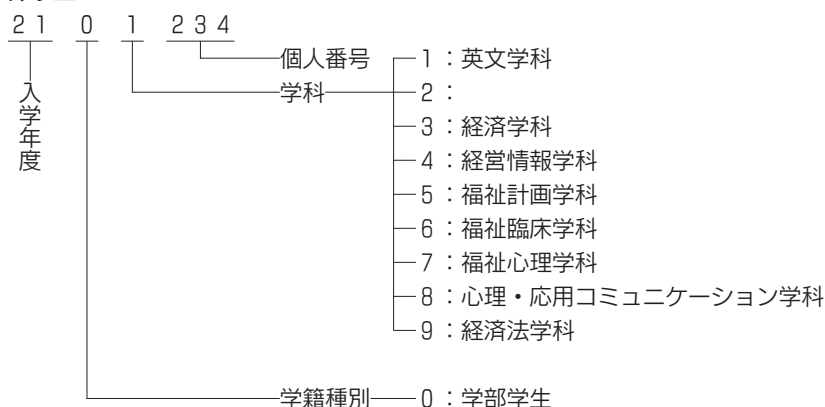 21 0 1 234
個人番号
学科
1：英文学科
2：
3：経済学科
4：経営情報学科
5：福祉計画学科
6：福祉臨床学科
7：福祉心理学科
8：心理・応用コミュニケーション学科
9：経済法学科
入学年度
学籍種別 0：学部学生